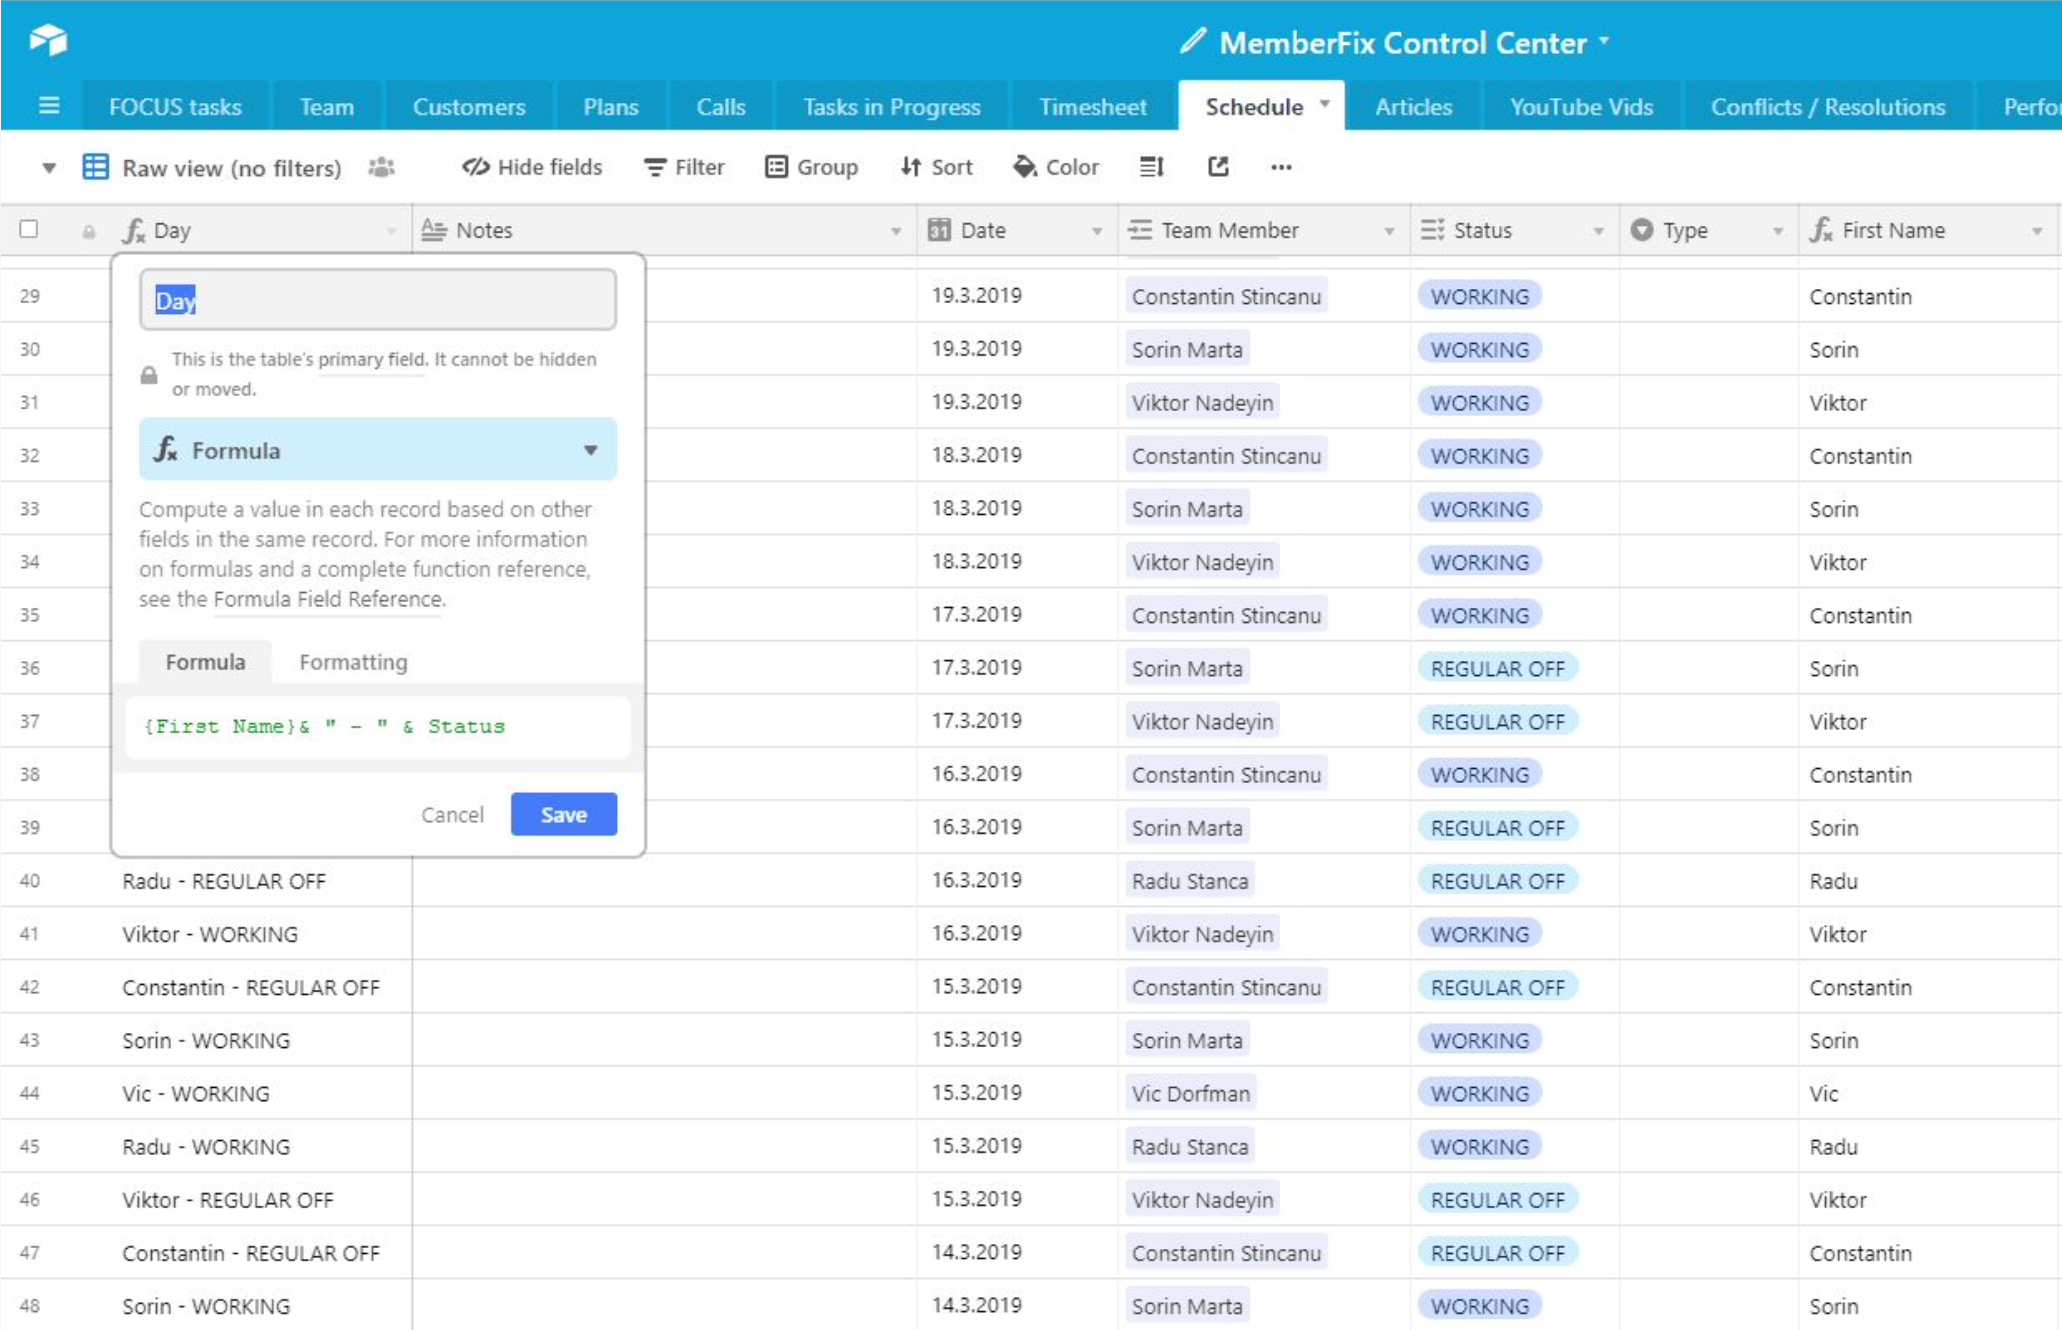 MemberFix Control Center
FOCUS tasks Team Customers Plans Calls Tasks in Progress Timesheet Schedule Articles YouTube Vids Conflicts / Resolutions Perfo
Raw view (no filters) Hide fields Filter Group Sort Color
Day Notes 31 Date Team Member Status Type First Name
Day
This is the table's primary field. It cannot be hidden
or moved.
Formula
Compute a value in each record based on other
fields in the same record. For more information
on formulas and a complete function reference,
see the Formula Field Reference.
Formula Formatting
{First Name}& " - " & Status
Cancel Save
29 19.3.2019 Constantin Stincanu WORKING Constantin
30 19.3.2019 Sorin Marta WORKING Sorin
31 19.3.2019 Viktor Nadeyin WORKING Viktor
32 18.3.2019 Constantin Stincanu WORKING Constantin
33 18.3.2019 Sorin Marta WORKING Sorin
34 18.3.2019 Viktor Nadeyin WORKING Viktor
35 17.3.2019 Constantin Stincanu WORKING Constantin
36 17.3.2019 Sorin Marta REGULAR OFF Sorin
37 17.3.2019 Viktor Nadeyin REGULAR OFF Viktor
38 16.3.2019 Constantin Stincanu WORKING Constantin
39 16.3.2019 Sorin Marta REGULAR OFF Sorin
40 Radu - REGULAR OFF 16.3.2019 Radu Stanca REGULAR OFF Radu
41 Viktor - WORKING 16.3.2019 Viktor Nadeyin WORKING Viktor
42 Constantin - REGULAR OFF 15.3.2019 Constantin Stincanu REGULAR OFF Constantin
43 Sorin - WORKING 15.3.2019 Sorin Marta WORKING Sorin
44 Vic - WORKING 15.3.2019 Vic Dorfman WORKING Vic
45 Radu - WORKING 15.3.2019 Radu Stanca WORKING Radu
46 Viktor - REGULAR OFF 15.3.2019 Viktor Nadeyin REGULAR OFF Viktor
47 Constantin - REGULAR OFF 14.3.2019 Constantin Stincanu REGULAR OFF Constantin
48 Sorin - WORKING 14.3.2019 Sorin Marta WORKING Sorin